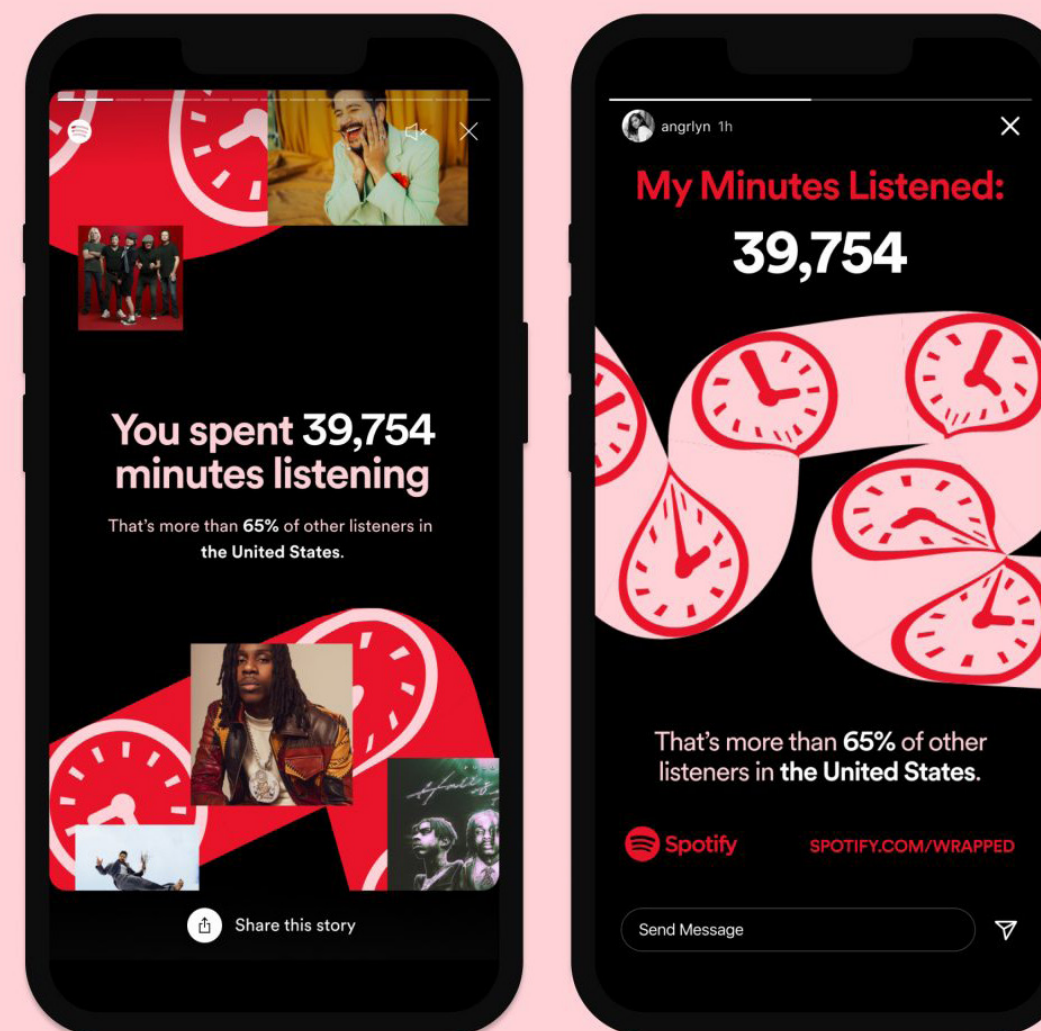 You spent 39,754
minutes listening
That's more than 65% of other listeners in
the United States.
Share this story
angrlyn 1h
My Minutes Listened:
39,754
That's more than 65% of other
listeners in the United States.
Spotify
SPOTIFY.COM/WRAPPED
Send Message